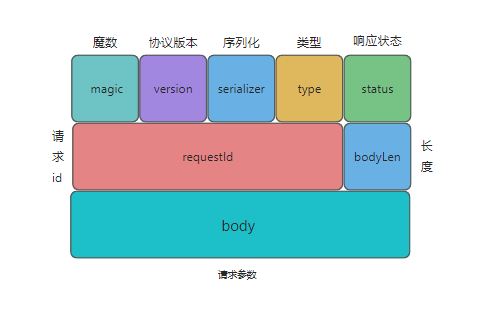 魔数 协议版本 序列化 类型 响应状态
magic version serializer type status
请求id requestId bodyLen 长度
body
请求参数